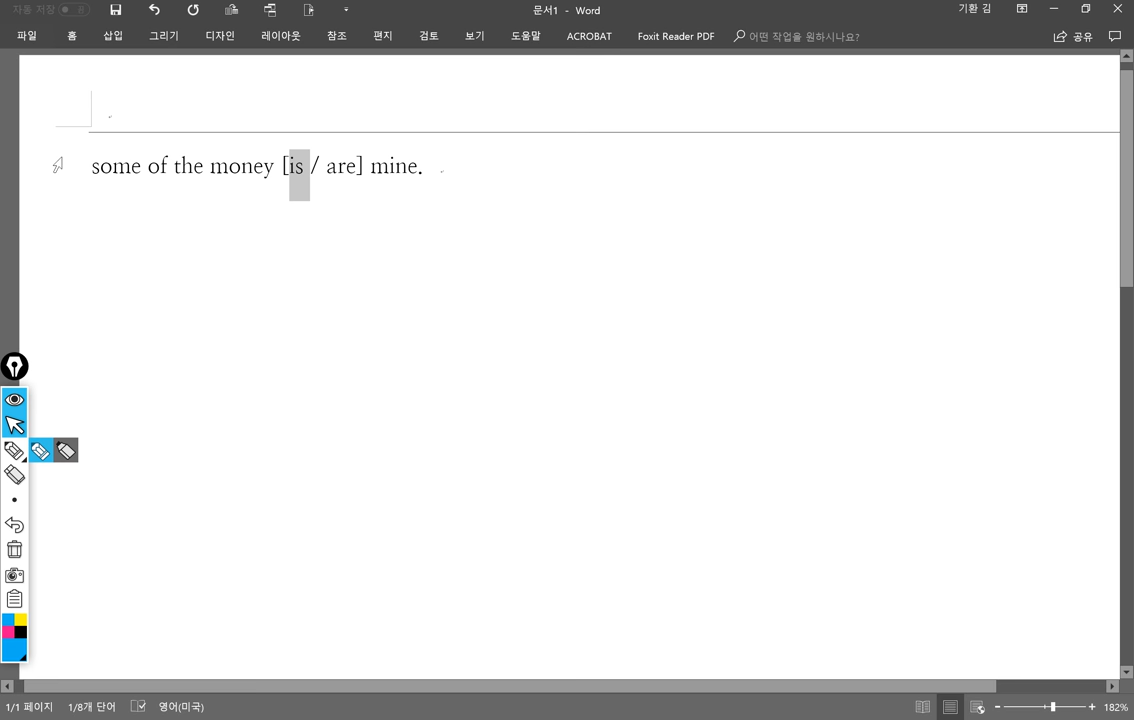 자동 저장
문서1 - Word
기환 김
파일 홈 삽입 그리기 디자인 레이아웃 참조 편지 검토 보기 도움말 ACROBAT Foxit Reader PDF 어떤 작업을 원하시나요? 공유
some of the money [is / are] mine.
1/1 페이지 1/8개 단어 영어(미국) 182%